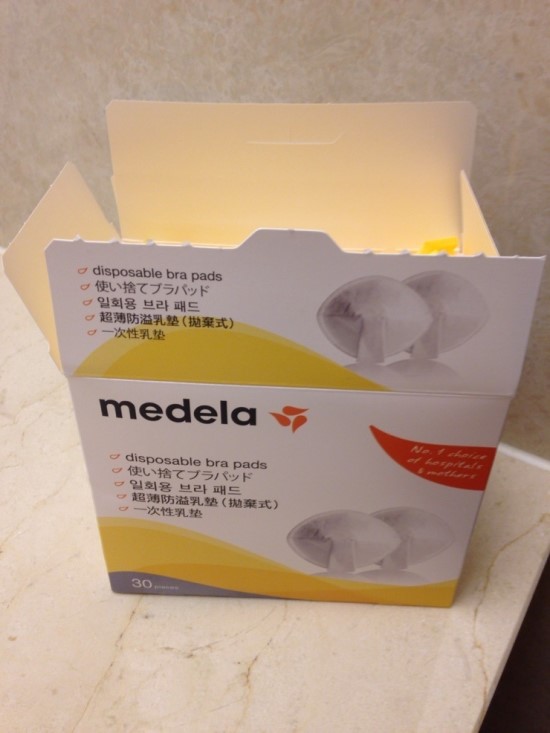 disposable bra pads
使い捨てブラパッド
일회용 브라 패드
超薄防溢乳墊(拋棄式)
一次性乳垫
medela
No. 1 choice
of hospitals
& mothers
disposable bra pads
使い捨てブラパッド
일회용 브라 패드
超薄防溢乳墊(拋棄式)
一次性乳垫
30 pieces